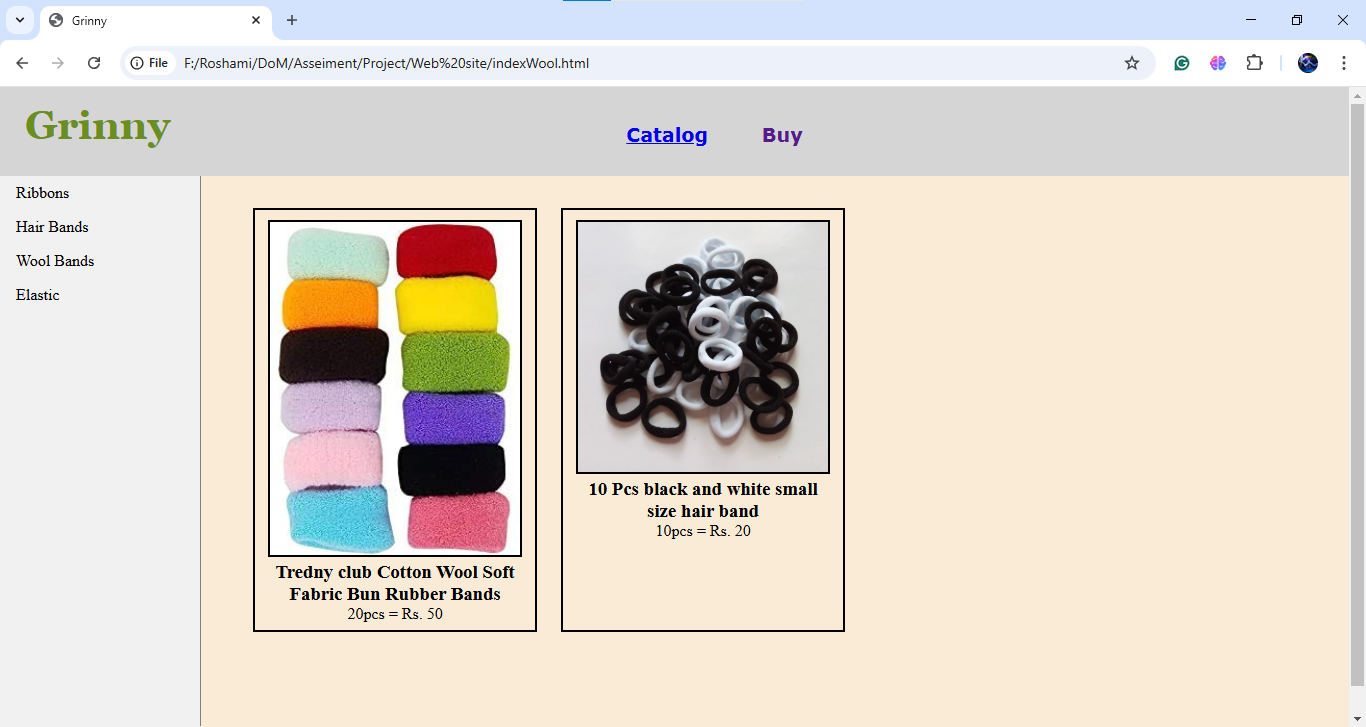 Grinny
File
F:/Roshami/DoM/Asseiment/Project/Web%20site/indexWool.html
Grinny
Catalog
Buy
Ribbons
Hair Bands
Wool Bands
Elastic
Tredny club Cotton Wool Soft
Fabric Bun Rubber Bands
20pcs = Rs. 50
10 Pcs black and white small
size hair band
10pcs = Rs. 20